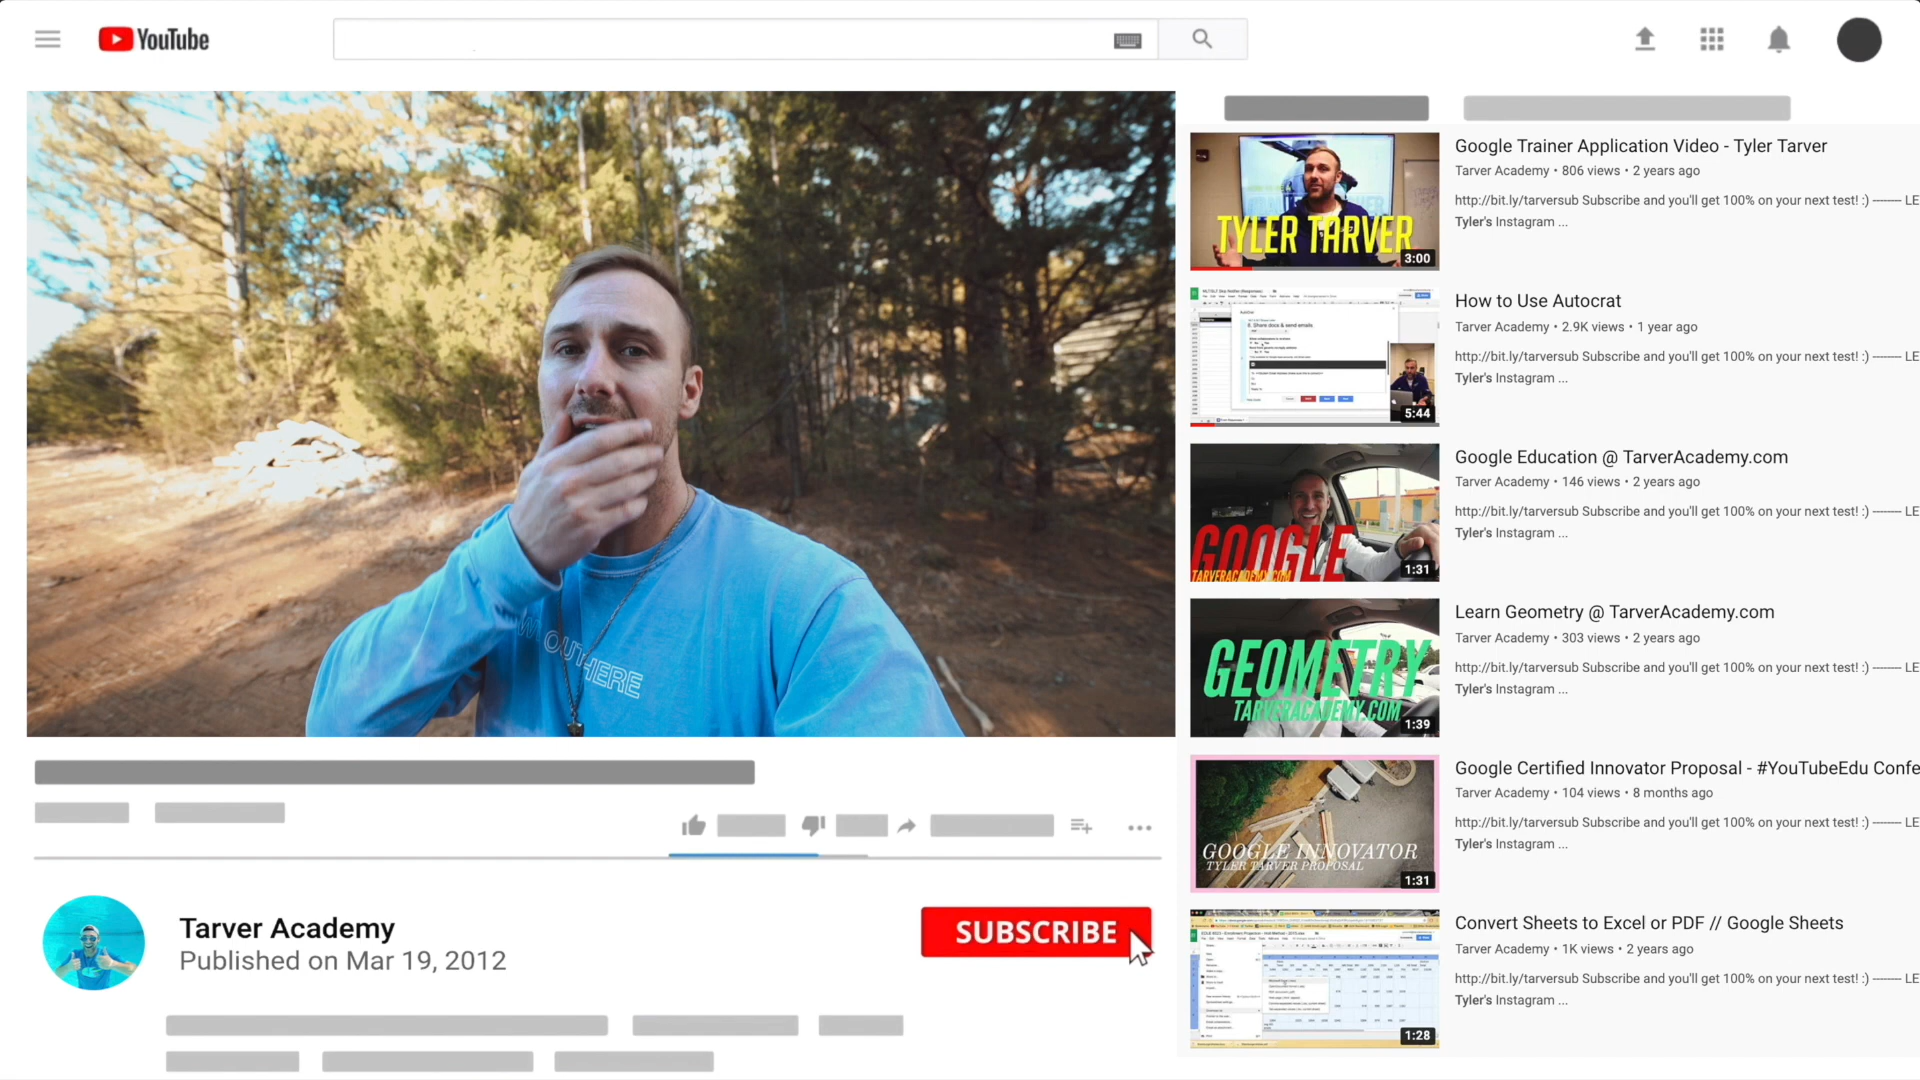 YouTube
Google Trainer Application Video - Tyler Tarver
Tarver Academy • 806 views • 2 years ago
http://bit.ly/tarversub Subscribe and you'll get 100% on your next test! :) -------- LE
Tyler's Instagram ...
TYLER TARVER
3:00
How to Use Autocrat
Tarver Academy • 2.9K views • 1 year ago
http://bit.ly/tarversub Subscribe and you'll get 100% on your next test! :) -------- LE
Tyler's Instagram ...
8. Share docs & send emails
5:44
Google Education @ TarverAcademy.com
Tarver Academy • 146 views • 2 years ago
http://bit.ly/tarversub Subscribe and you'll get 100% on your next test! :) -------- LE
Tyler's Instagram ...
GOOGLE
TARVERACADEMY.COM
1:31
Learn Geometry @ TarverAcademy.com
Tarver Academy • 303 views • 2 years ago
http://bit.ly/tarversub Subscribe and you'll get 100% on your next test! :) -------- LE
Tyler's Instagram ...
GEOMETRY
TARVERACADEMY.COM
1:39
OUTHERE
Google Certified Innovator Proposal - #YouTubeEdu Confe
Tarver Academy • 104 views • 8 months ago
http://bit.ly/tarversub Subscribe and you'll get 100% on your next test! :) -------- LE
Tyler's Instagram ...
GOOGLE INNOVATOR
TYLER TARVER PROPOSAL
1:31
Tarver Academy
Published on Mar 19, 2012
SUBSCRIBE
Convert Sheets to Excel or PDF // Google Sheets
Tarver Academy • 1K views • 2 years ago
http://bit.ly/tarversub Subscribe and you'll get 100% on your next test! :) -------- LE
Tyler's Instagram ...
1:28